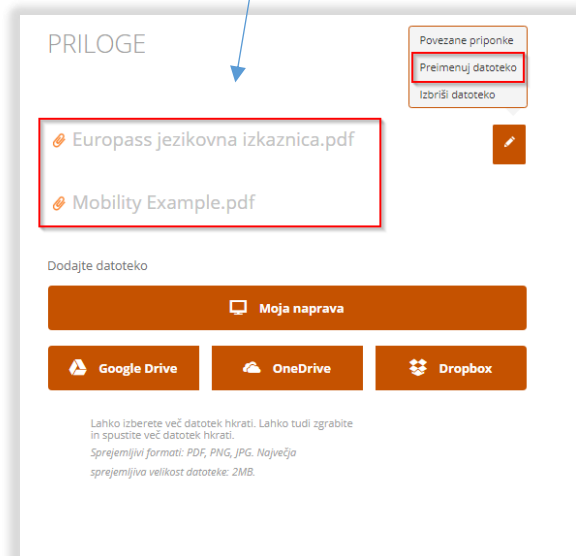 PRILOGE
Povezane priponke
Preimenuj datoteko
Izbriši datoteko
Europass jezikovna izkaznica.pdf
Mobility Example.pdf
Dodajte datoteko
Moja naprava
Google Drive
OneDrive
Dropbox
Lahko izberete več datotek hkrati. Lahko tudi zgrabite
in spustite več datotek hkrati.
Sprejemljivi formati: PDF, PNG, JPG. Največja
sprejemljiva velikost datoteke: 2MB.